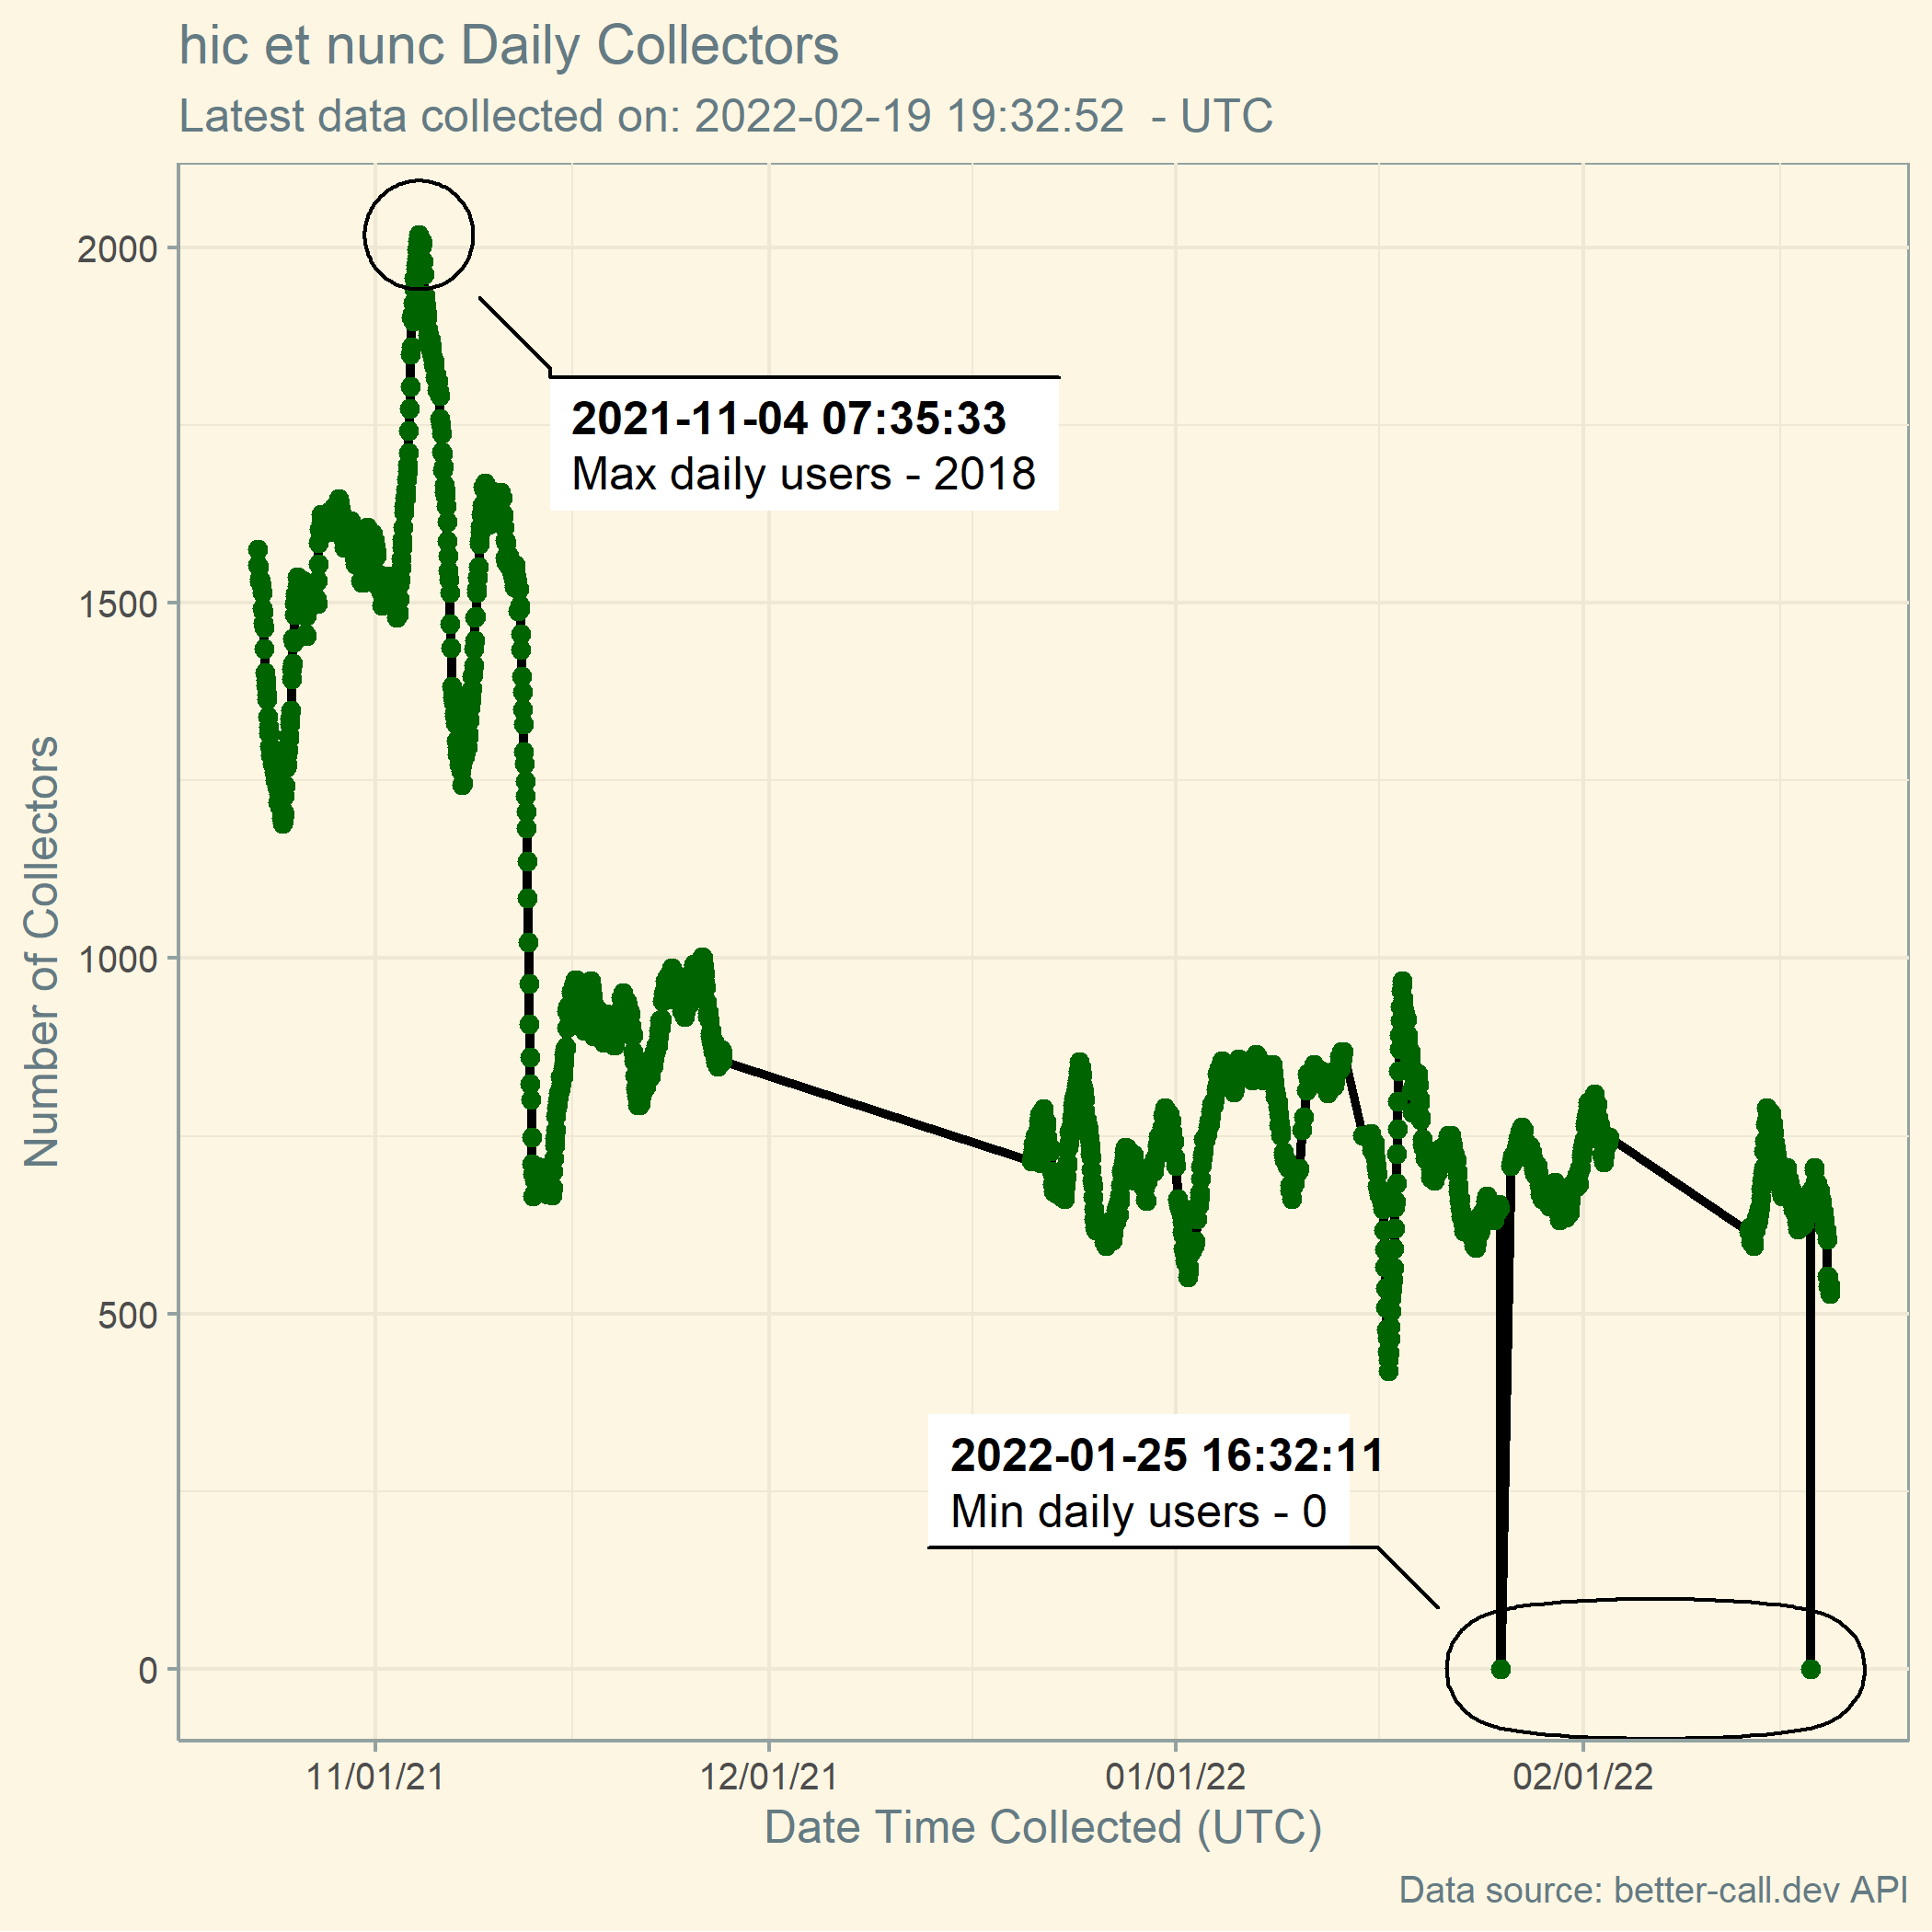 hic et nunc Daily Collectors
Latest data collected on: 2022-02-19 19:32:52  - UTC
2000
1500
1000
500
0
Number of Collectors
2021-11-04 07:35:33
Max daily users - 2018
2022-01-25 16:32:11
Min daily users - 0
11/01/21
12/01/21
01/01/22
02/01/22
Date Time Collected (UTC)
Data source: better-call.dev API